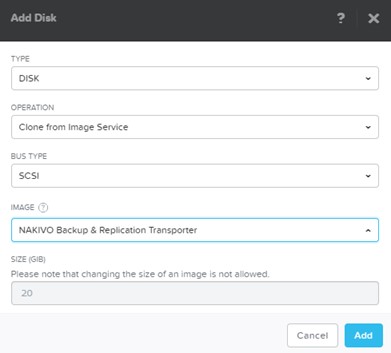 Add Disk
?
TYPE
DISK
OPERATION
Clone from Image Service
BUS TYPE
SCSI
IMAGE ?
NAKIVO Backup & Replication Transporter
SIZE (GIB)
Please note that changing the size of an image is not allowed.
20
Cancel Add